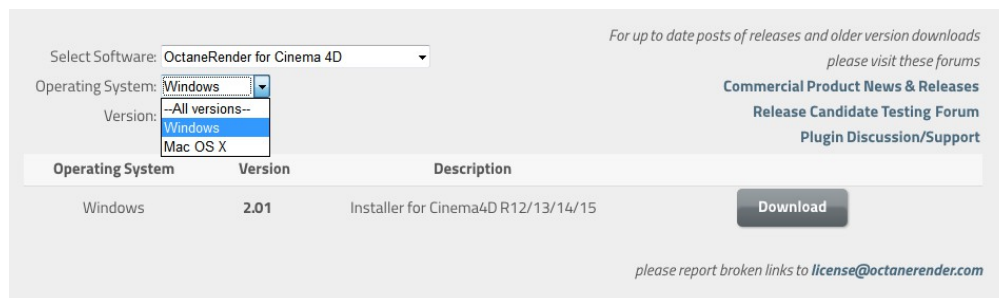 For up to date posts of releases and older version downloads
please visit these forums
Commercial Product News & Releases
Release Candidate Testing Forum
Plugin Discussion/Support
Select Software: OctaneRender for Cinema 4D
Operating System: Windows
Version:
--All versions--
Windows
Mac OS X
Operating System Version Description
Windows 2.01 Installer for Cinema4D R12/13/14/15 Download
please report broken links to license@octanerender.com